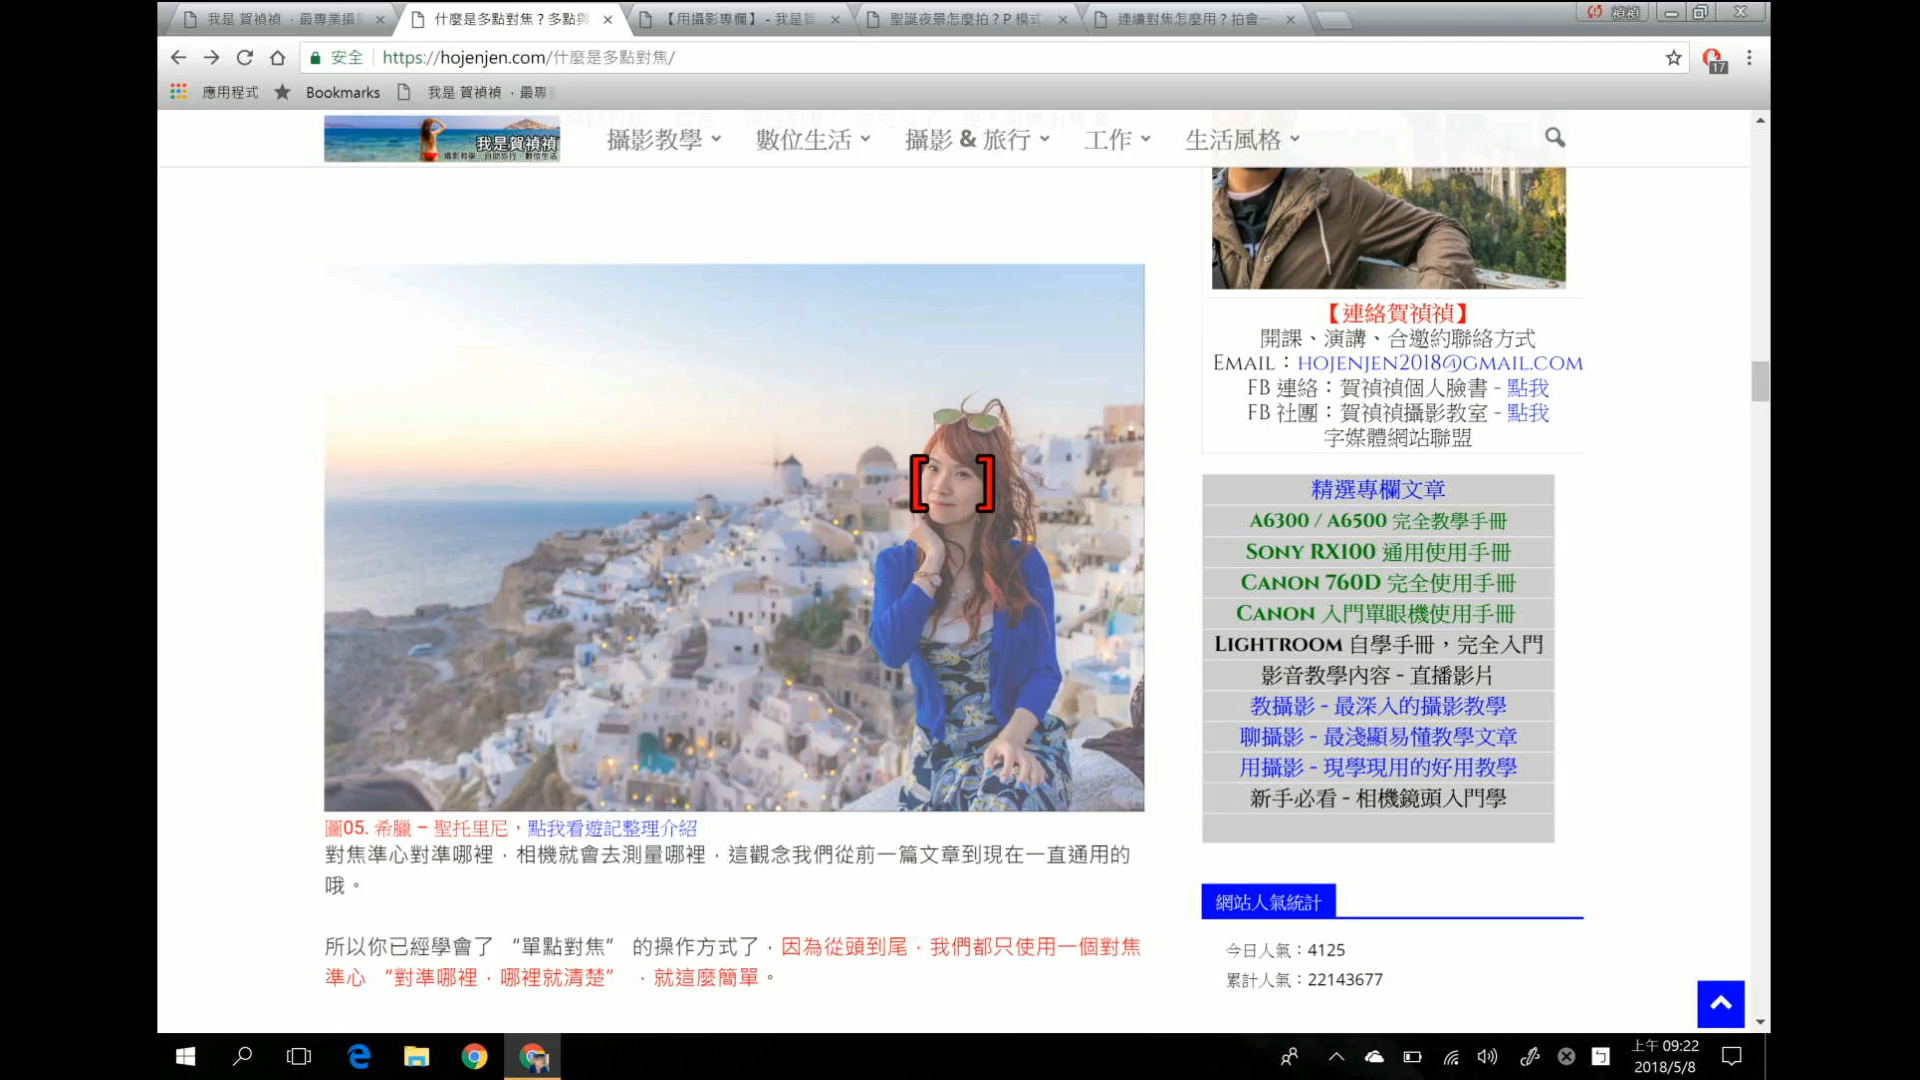 我是 賀禎禎 ‧ 最專業攝
什麼是多點對焦？多點與
【用攝影專欄】 - 我是
聖誕夜景怎麼拍？P 模式
連續對焦怎麼用？拍會
禎禎
安全
https://hojenjen.com/什麼是多點對焦/
17
應用程式
Bookmarks
我是 賀禎禎 ‧ 最專
我是賀禎禎
攝影教學‧自助旅行‧數位生活
攝影教學
數位生活
攝影 & 旅行
工作
生活風格
【連絡賀禎禎】
開課、演講、合邀約聯絡方式
Email：hojenjen2018@gmail.com
FB 連絡：賀禎禎個人臉書 - 點我
FB 社團：賀禎禎攝影教室 - 點我
字媒體網站聯盟
精選專欄文章
A6300 / A6500 完全教學手冊
Sony RX100 通用使用手冊
Canon 760D 完全使用手冊
Canon 入門單眼機使用手冊
Lightroom 自學手冊，完全入門
影音教學內容 - 直播影片
教攝影 - 最深入的攝影教學
聊攝影 - 最淺顯易懂教學文章
用攝影 - 現學現用的好用教學
新手必看 - 相機鏡頭入門學
圖05. 希臘 – 聖托里尼，點我看遊記整理介紹
對焦準心對準哪裡，相機就會去測量哪裡，這觀念我們從前一篇文章到現在一直通用的
哦。
所以你已經學會了 “單點對焦” 的操作方式了，因為從頭到尾，我們都只使用一個對焦
準心 “對準哪裡，哪裡就清楚” ，就這麼簡單。
網站人氣統計
今日人氣：4125
累計人氣：22143677
上午 09:22
2018/5/8